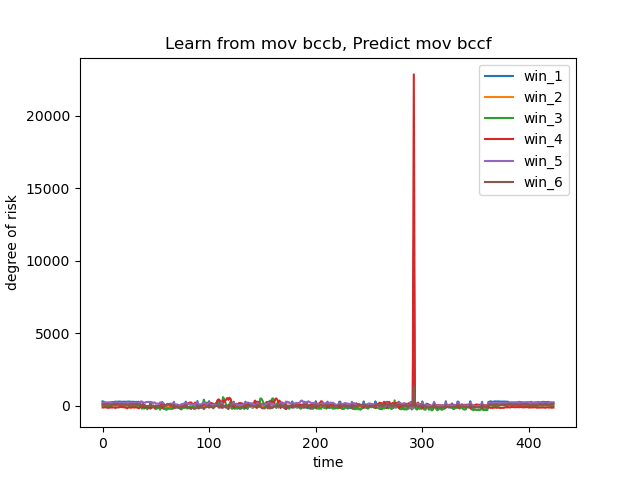 Learn from mov bccb, Predict mov bccf
win_1
win_2
win_3
win_4
win_5
win_6
20000
15000
10000
5000
0
degree of risk
0 100 200 300 400
time